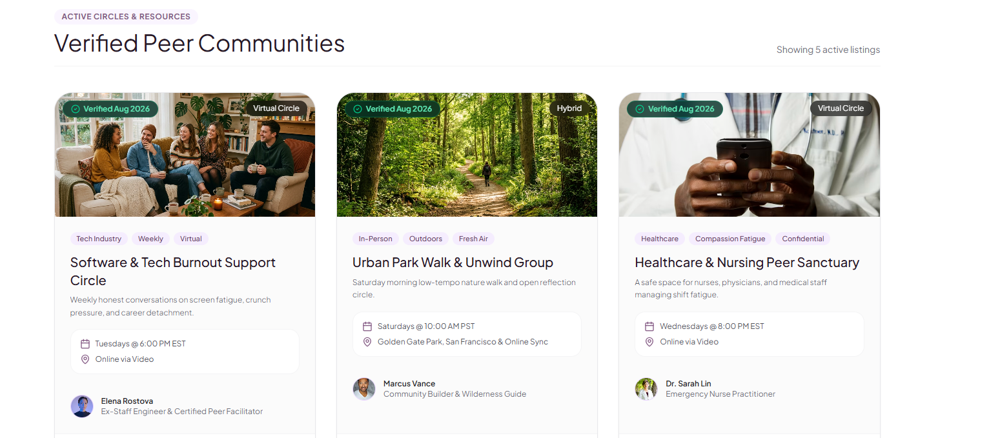 ACTIVE CIRCLES & RESOURCES
Verified Peer Communities
Showing 5 active listings
Verified Aug 2026
Virtual Circle
Tech Industry
Weekly
Virtual
Software & Tech Burnout Support
Circle
Weekly honest conversations on screen fatigue, crunch
pressure, and career detachment.
Tuesdays @ 6:00 PM EST
Online via Video
Elena Rostova
Ex-Staff Engineer & Certified Peer Facilitator
Verified Aug 2026
Hybrid
In-Person
Outdoors
Fresh Air
Urban Park Walk & Unwind Group
Saturday morning low-tempo nature walk and open reflection
circle.
Saturdays @ 10:00 AM PST
Golden Gate Park, San Francisco & Online Sync
Marcus Vance
Community Builder & Wilderness Guide
Verified Aug 2026
Virtual Circle
Healthcare
Compassion Fatigue
Confidential
Healthcare & Nursing Peer Sanctuary
A safe space for nurses, physicians, and medical staff
managing shift fatigue.
Wednesdays @ 8:00 PM EST
Online via Video
Dr. Sarah Lin
Emergency Nurse Practitioner